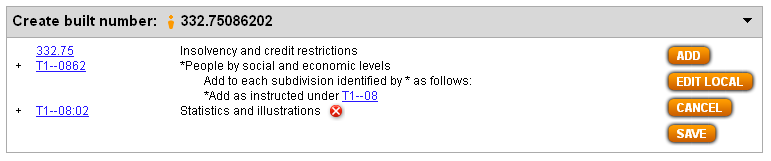 Create built number: 332.75086202
332.75 Insolvency and credit restrictions
+ T1--0862 *People by social and economic levels
Add to each subdivision identified by * as follows:
*Add as instructed under T1--08
+ T1--08:02 Statistics and illustrations
ADD
EDIT LOCAL
CANCEL
SAVE